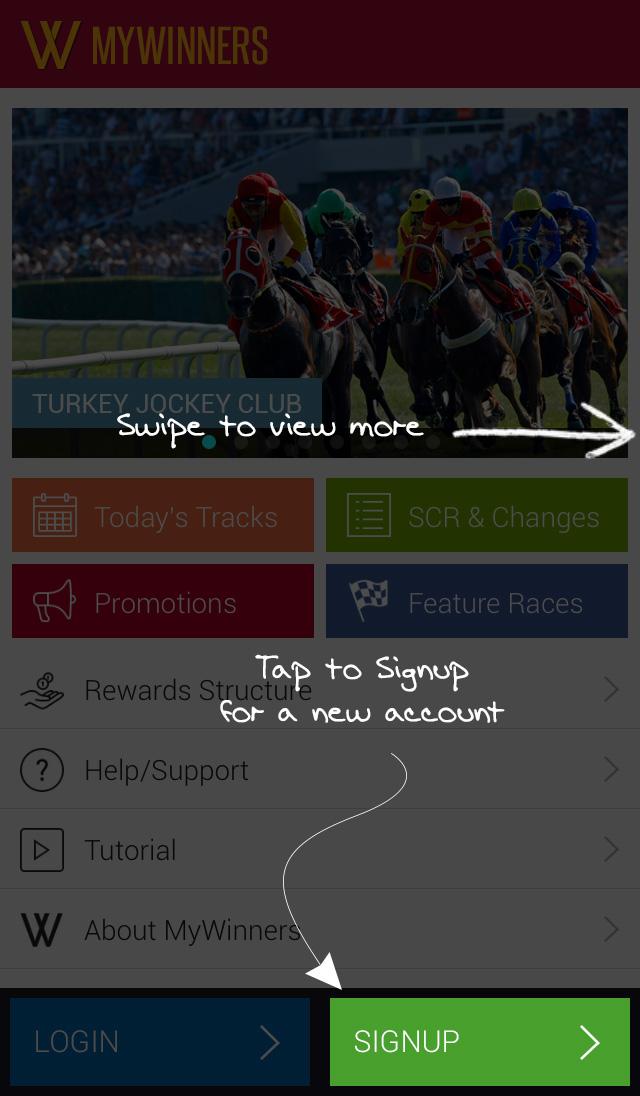 MYWINNERS
TURKEY JOCKEY CLUB
Swipe to view more
Today's Tracks
SCR & Changes
Promotions
Feature Races
Tap to Signup
for a new account
Rewards Structure
Help/Support
Tutorial
About MyWinners
LOGIN
SIGNUP